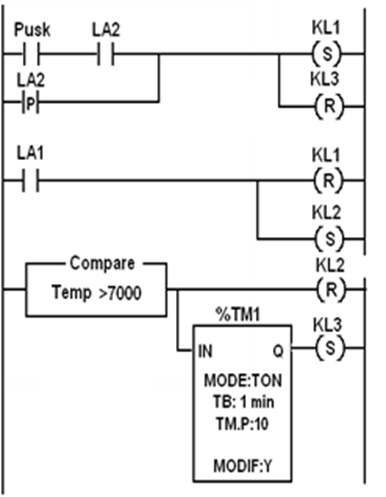 Pusk LA2 KL1
S
LA2 KL3
P R
LA1 KL1
R
KL2
S
Compare KL2
Temp >7000 R
%TM1 KL3
IN Q S
MODE:TON
TB: 1 min
TM.P:10
MODIF:Y